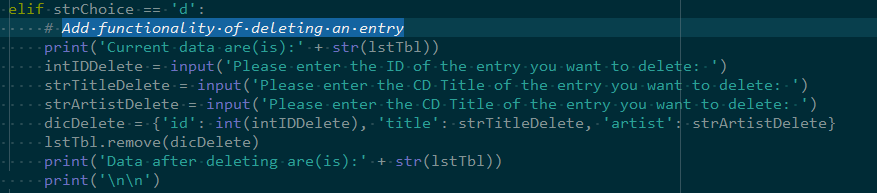 elif strChoice == 'd':
# Add functionality of deleting an entry
print('Current data are(is):' + str(lstTbl))
intIDDelete = input('Please enter the ID of the entry you want to delete: ')
strTitleDelete = input('Please enter the CD Title of the entry you want to delete: ')
strArtistDelete = input('Please enter the CD Title of the entry you want to delete: ')
dicDelete = {'id': int(intIDDelete), 'title': strTitleDelete, 'artist': strArtistDelete}
lstTbl.remove(dicDelete)
print('Data after deleting are(is):' + str(lstTbl))
print('\n\n')